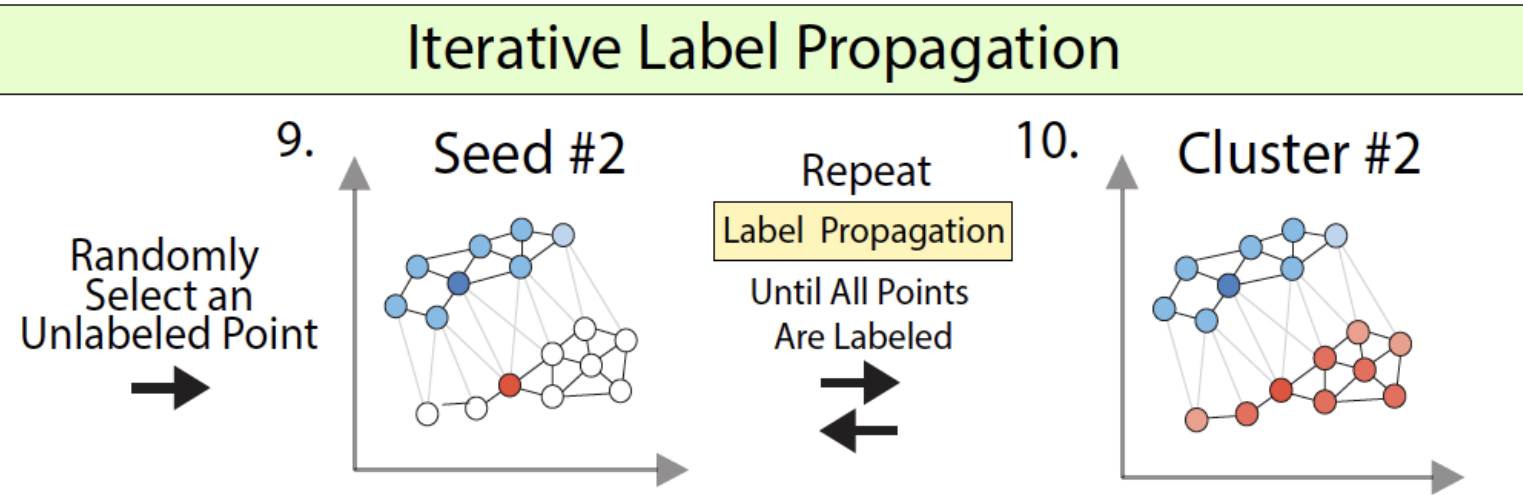 Iterative Label Propagation
Randomly
Select an
Unlabeled Point
9.
Seed #2
Repeat
Label Propagation
Until All Points
Are Labeled
10.
Cluster #2